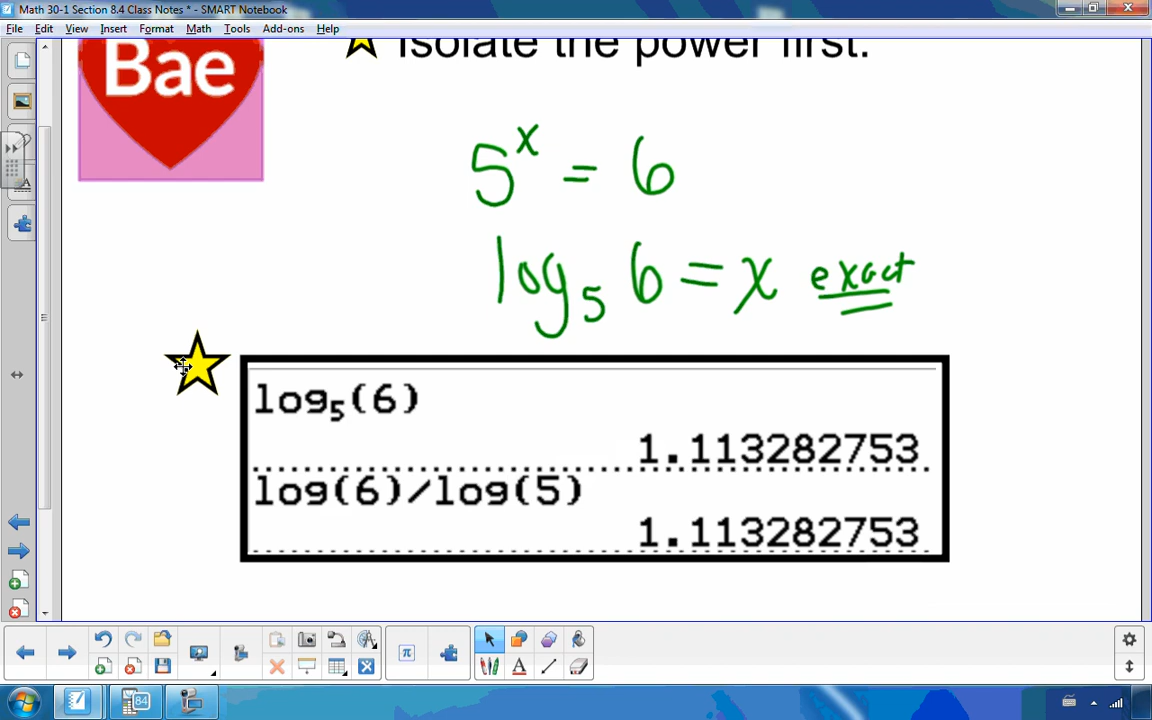 Math 30-1 Section 8.4 Class Notes * - SMART Notebook
File Edit View Insert Format Math Tools Add-ons Help
Bae
Isolate the power first.
5^x = 6
log₅ 6 = x exact
log₅(6)
1.113282753
log(6)/log(5)
1.113282753
π
A
84